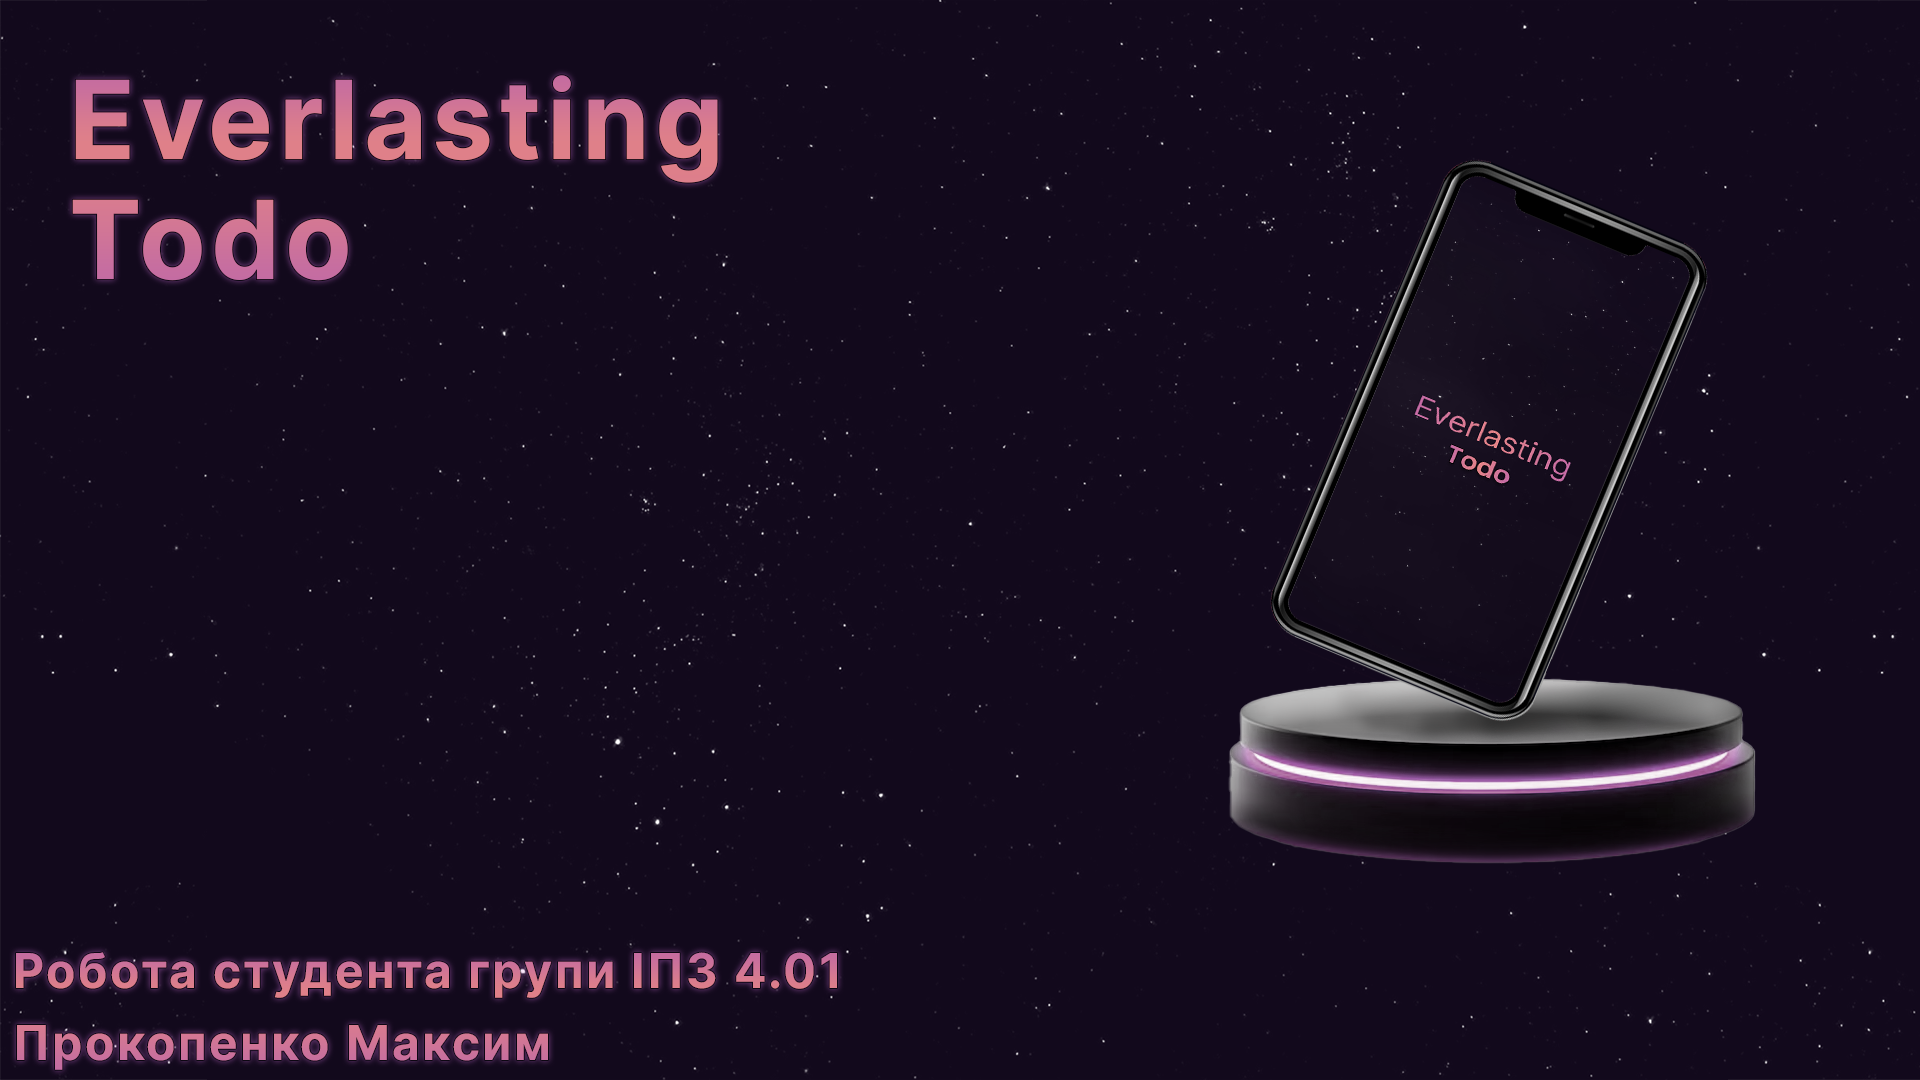 Everlasting
Todo
Everlasting
Todo
Робота студента групи ІПЗ 4.01
Прокопенко Максим